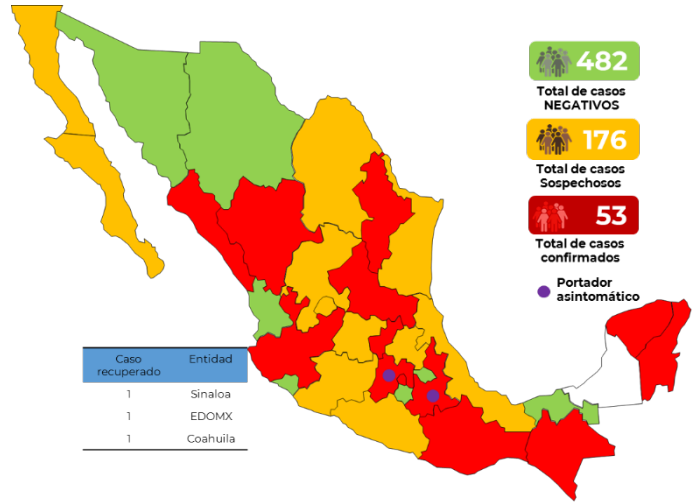 482
Total de casos
NEGATIVOS
176
Total de casos
Sospechosos
53
Total de casos
confirmados
Portador
asintomático
Caso recuperado Entidad
1 Sinaloa
1 EDOMX
1 Coahuila